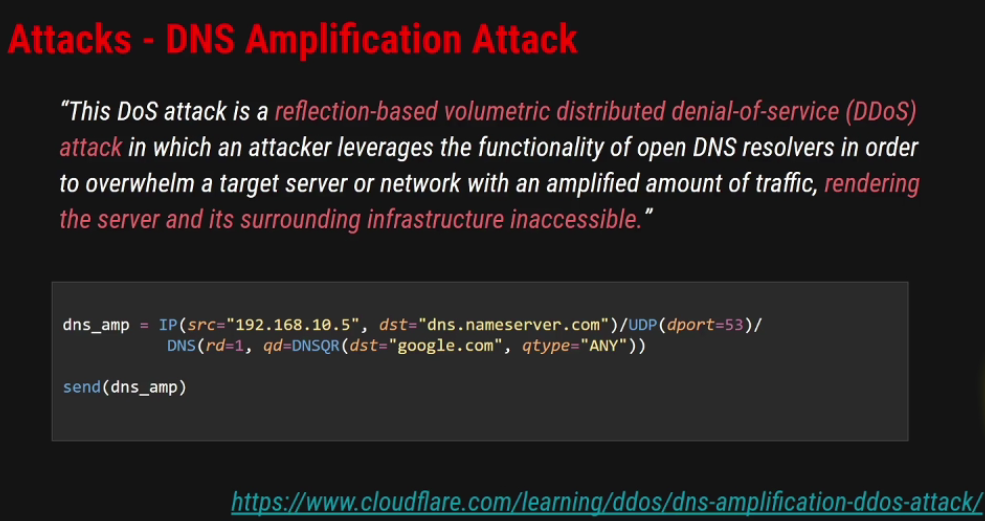 Attacks - DNS Amplification Attack
“This DoS attack is a reflection-based volumetric distributed denial-of-service (DDoS)
attack in which an attacker leverages the functionality of open DNS resolvers in order
to overwhelm a target server or network with an amplified amount of traffic, rendering
the server and its surrounding infrastructure inaccessible.”
dns_amp = IP(src="192.168.10.5", dst="dns.nameserver.com")/UDP(dport=53)/
DNS(rd=1, qd=DNSQR(dst="google.com", qtype="ANY"))
send(dns_amp)
https://www.cloudflare.com/learning/ddos/dns-amplification-ddos-attack/